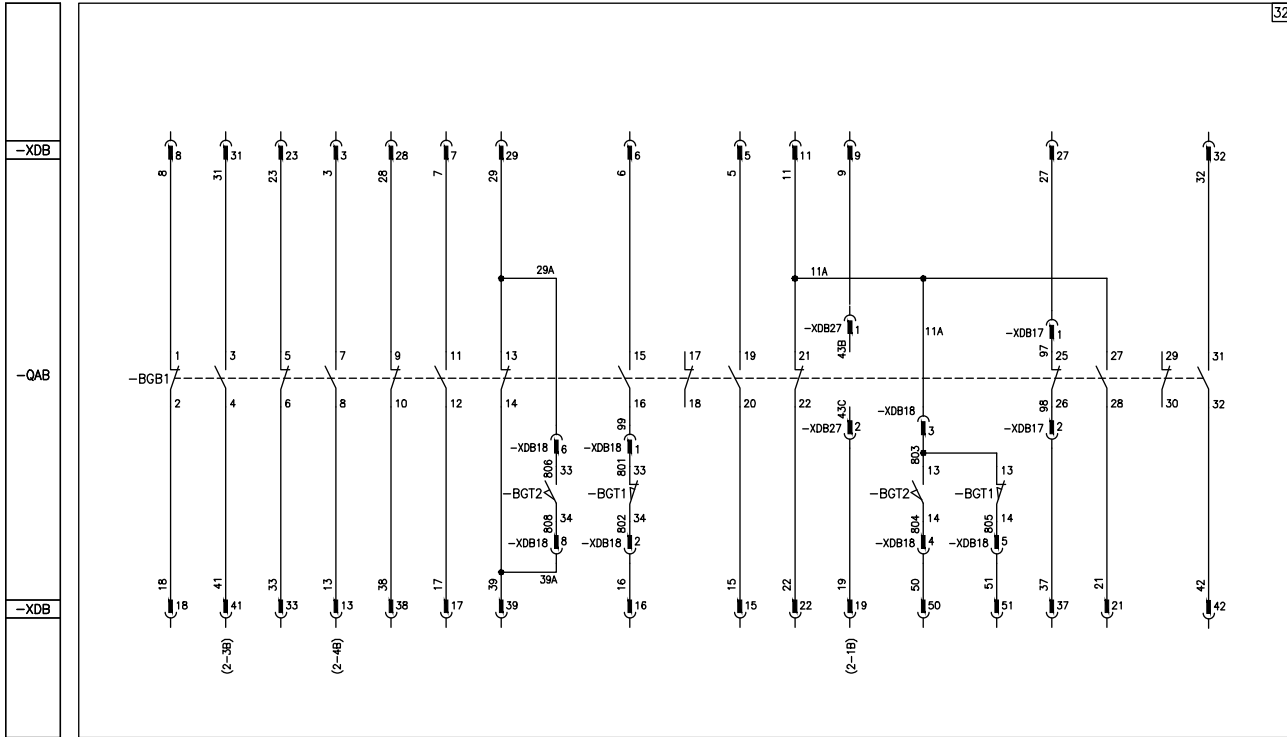 32
-XDB
8 31 23 3 28 7 29 6 5 11 9 27 32
8 31 23 3 28 7 29 6 5 11 9 27 32
29A 11A
11A
-XDB27 1 -XDB17 1
43B 97
1 3 5 7 9 11 13 15 17 19 21 25 27 29 31
-QAB
-BGB1
2 4 6 8 10 12 14 16 18 20 22 26 28 30 32
99 43C 98
-XDB18 3
-XDB27 2 -XDB17 2
-XDB18 6 -XDB18 1
803
806 33 801 33 13 13
-BGT2 -BGT1 -BGT2 -BGT1
808 34 802 34 804 14 805 14
-XDB18 8 -XDB18 2 -XDB18 4 -XDB18 5
39A
18 41 33 13 38 17 39 16 15 22 19 50 51 37 21 42
-XDB
18 41 33 13 38 17 39 16 15 22 19 50 51 37 21 42
(2-3B) (2-4B) (2-1B)